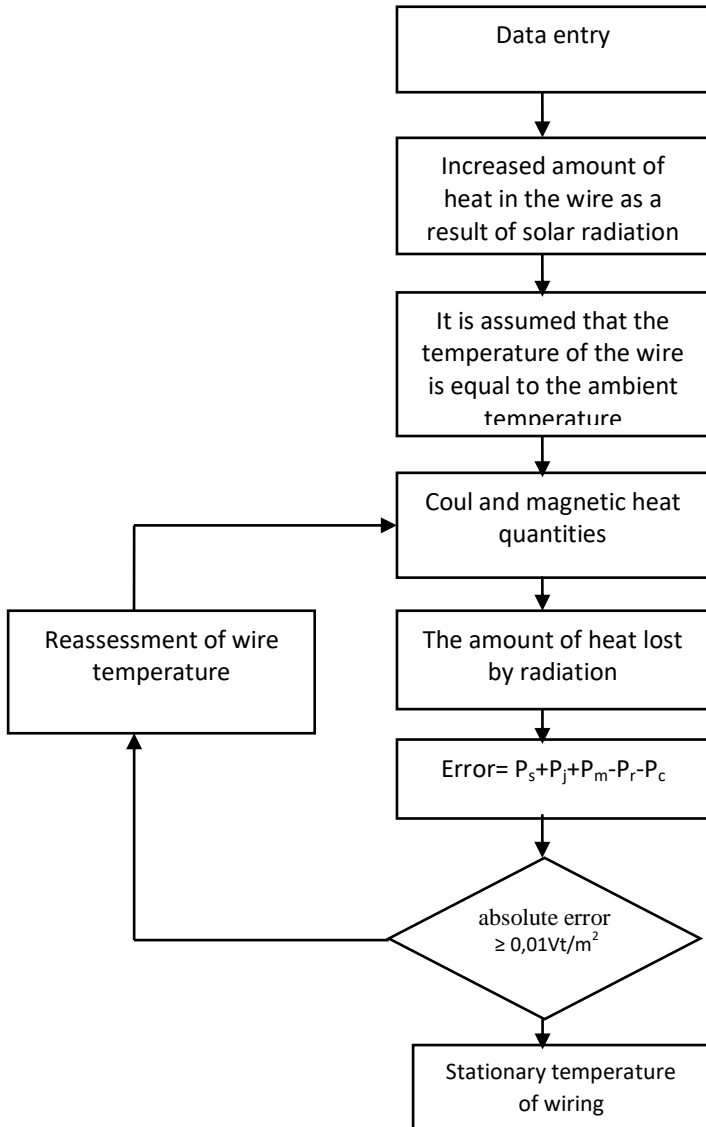 Data entry
Increased amount of
heat in the wire as a
result of solar radiation
It is assumed that the
temperature of the wire
is equal to the ambient
temperature
Coul and magnetic heat
quantities
Reassessment of wire
temperature
The amount of heat lost
by radiation
Error= Pₛ+Pⱼ+Pₘ-Pᵣ-P_c
absolute error
≥ 0,01Vt/m²
Stationary temperature
of wiring